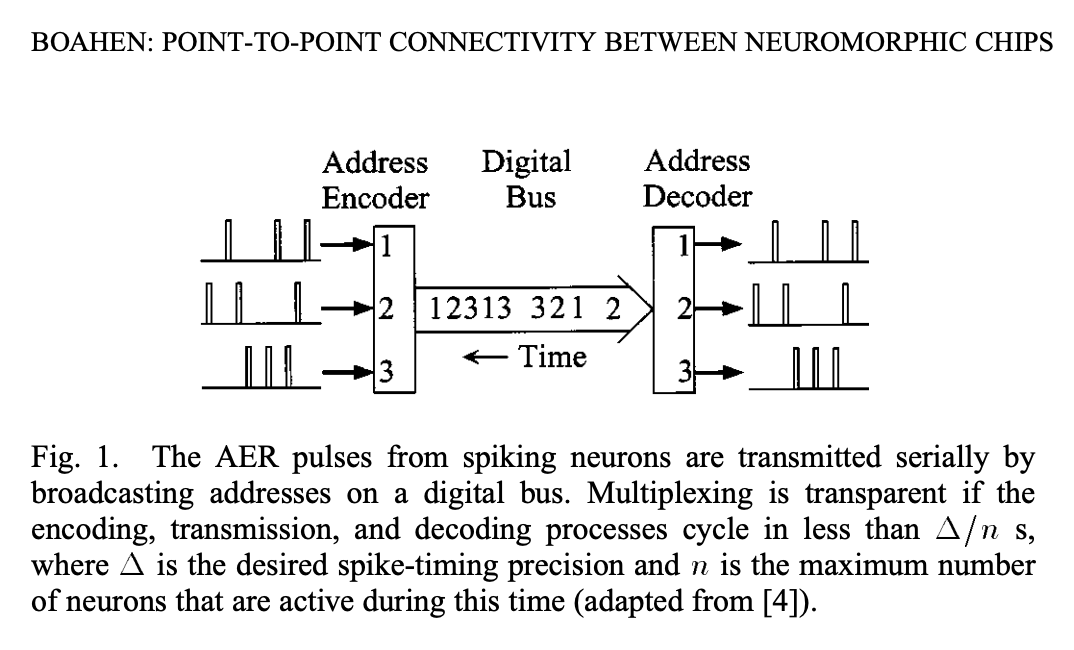 BOAHEN: POINT-TO-POINT CONNECTIVITY BETWEEN NEUROMORPHIC CHIPS
Address Encoder
Digital Bus
Address Decoder
1 1
2 12313 321 2 2
← Time
3 3
Fig. 1. The AER pulses from spiking neurons are transmitted serially by
broadcasting addresses on a digital bus. Multiplexing is transparent if the
encoding, transmission, and decoding processes cycle in less than Δ/n s,
where Δ is the desired spike-timing precision and n is the maximum number
of neurons that are active during this time (adapted from [4]).